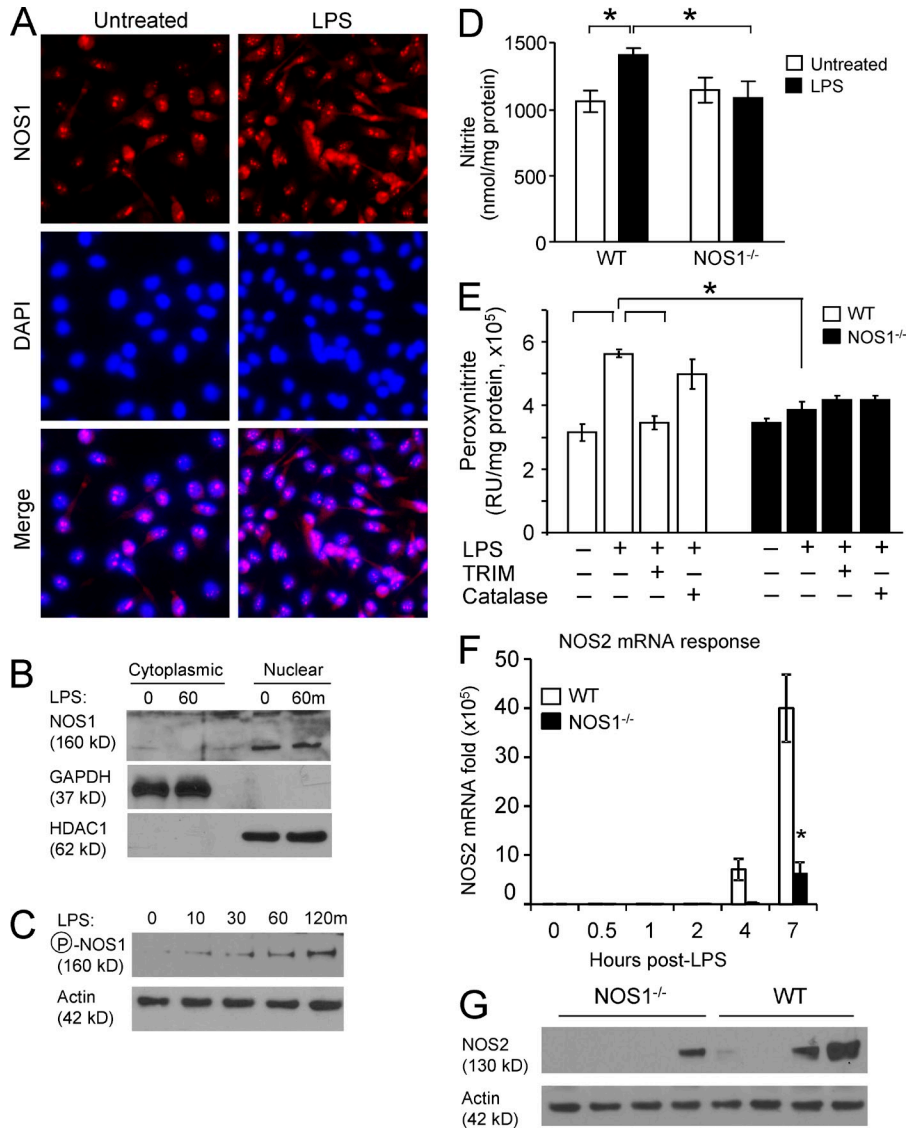 A
Untreated
LPS
NOS1
DAPI
Merge
B
Cytoplasmic
Nuclear
LPS:
0
60
0
60m
NOS1
(160 kD)
GAPDH
(37 kD)
HDAC1
(62 kD)
C
LPS:
0
10
30
60
120m
Ⓟ-NOS1
(160 kD)
Actin
(42 kD)
D
*
*
Untreated
LPS
Nitrite
(nmol/mg protein)
1500
1000
500
0
WT
NOS1-/-
E
*
WT
NOS1-/-
Peroxynitrite
(RU/mg protein, x10⁵)
6
4
2
0
LPS – + + + – + + +
TRIM – – + – – – + –
Catalase – – – + – – – +
F
NOS2 mRNA response
WT
NOS1-/-
NOS2 mRNA fold (x10⁵)
50
40
30
20
10
0
*
0
0.5
1
2
4
7
Hours post-LPS
G
NOS1-/-
WT
NOS2
(130 kD)
Actin
(42 kD)